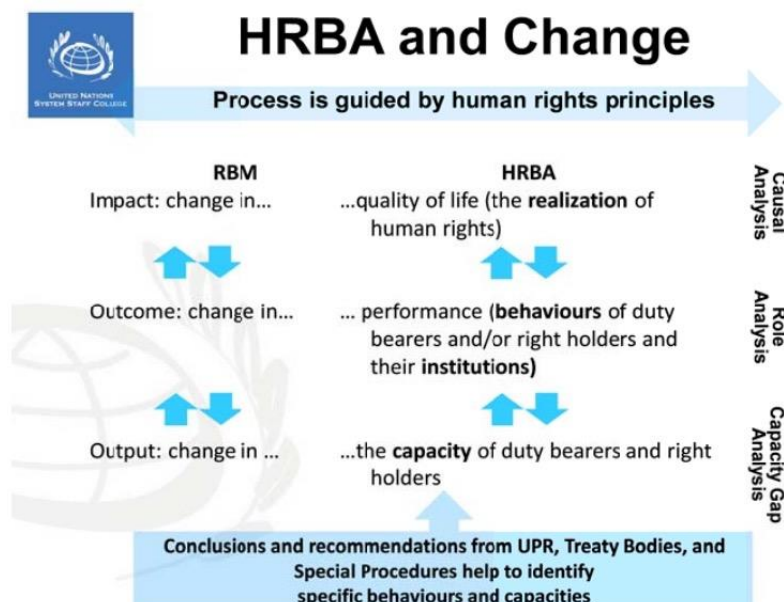 HRBA and Change
UNITED NATIONS
SYSTEM STAFF COLLEGE
Process is guided by human rights principles
RBM
HRBA
Impact: change in…
…quality of life (the realization of
human rights)
Causal
Analysis
Outcome: change in…
… performance (behaviours of duty
bearers and/or right holders and
their institutions)
Role
Analysis
Output: change in …
…the capacity of duty bearers and right
holders
Capacity Gap
Analysis
Conclusions and recommendations from UPR, Treaty Bodies, and
Special Procedures help to identify
specific behaviours and capacities